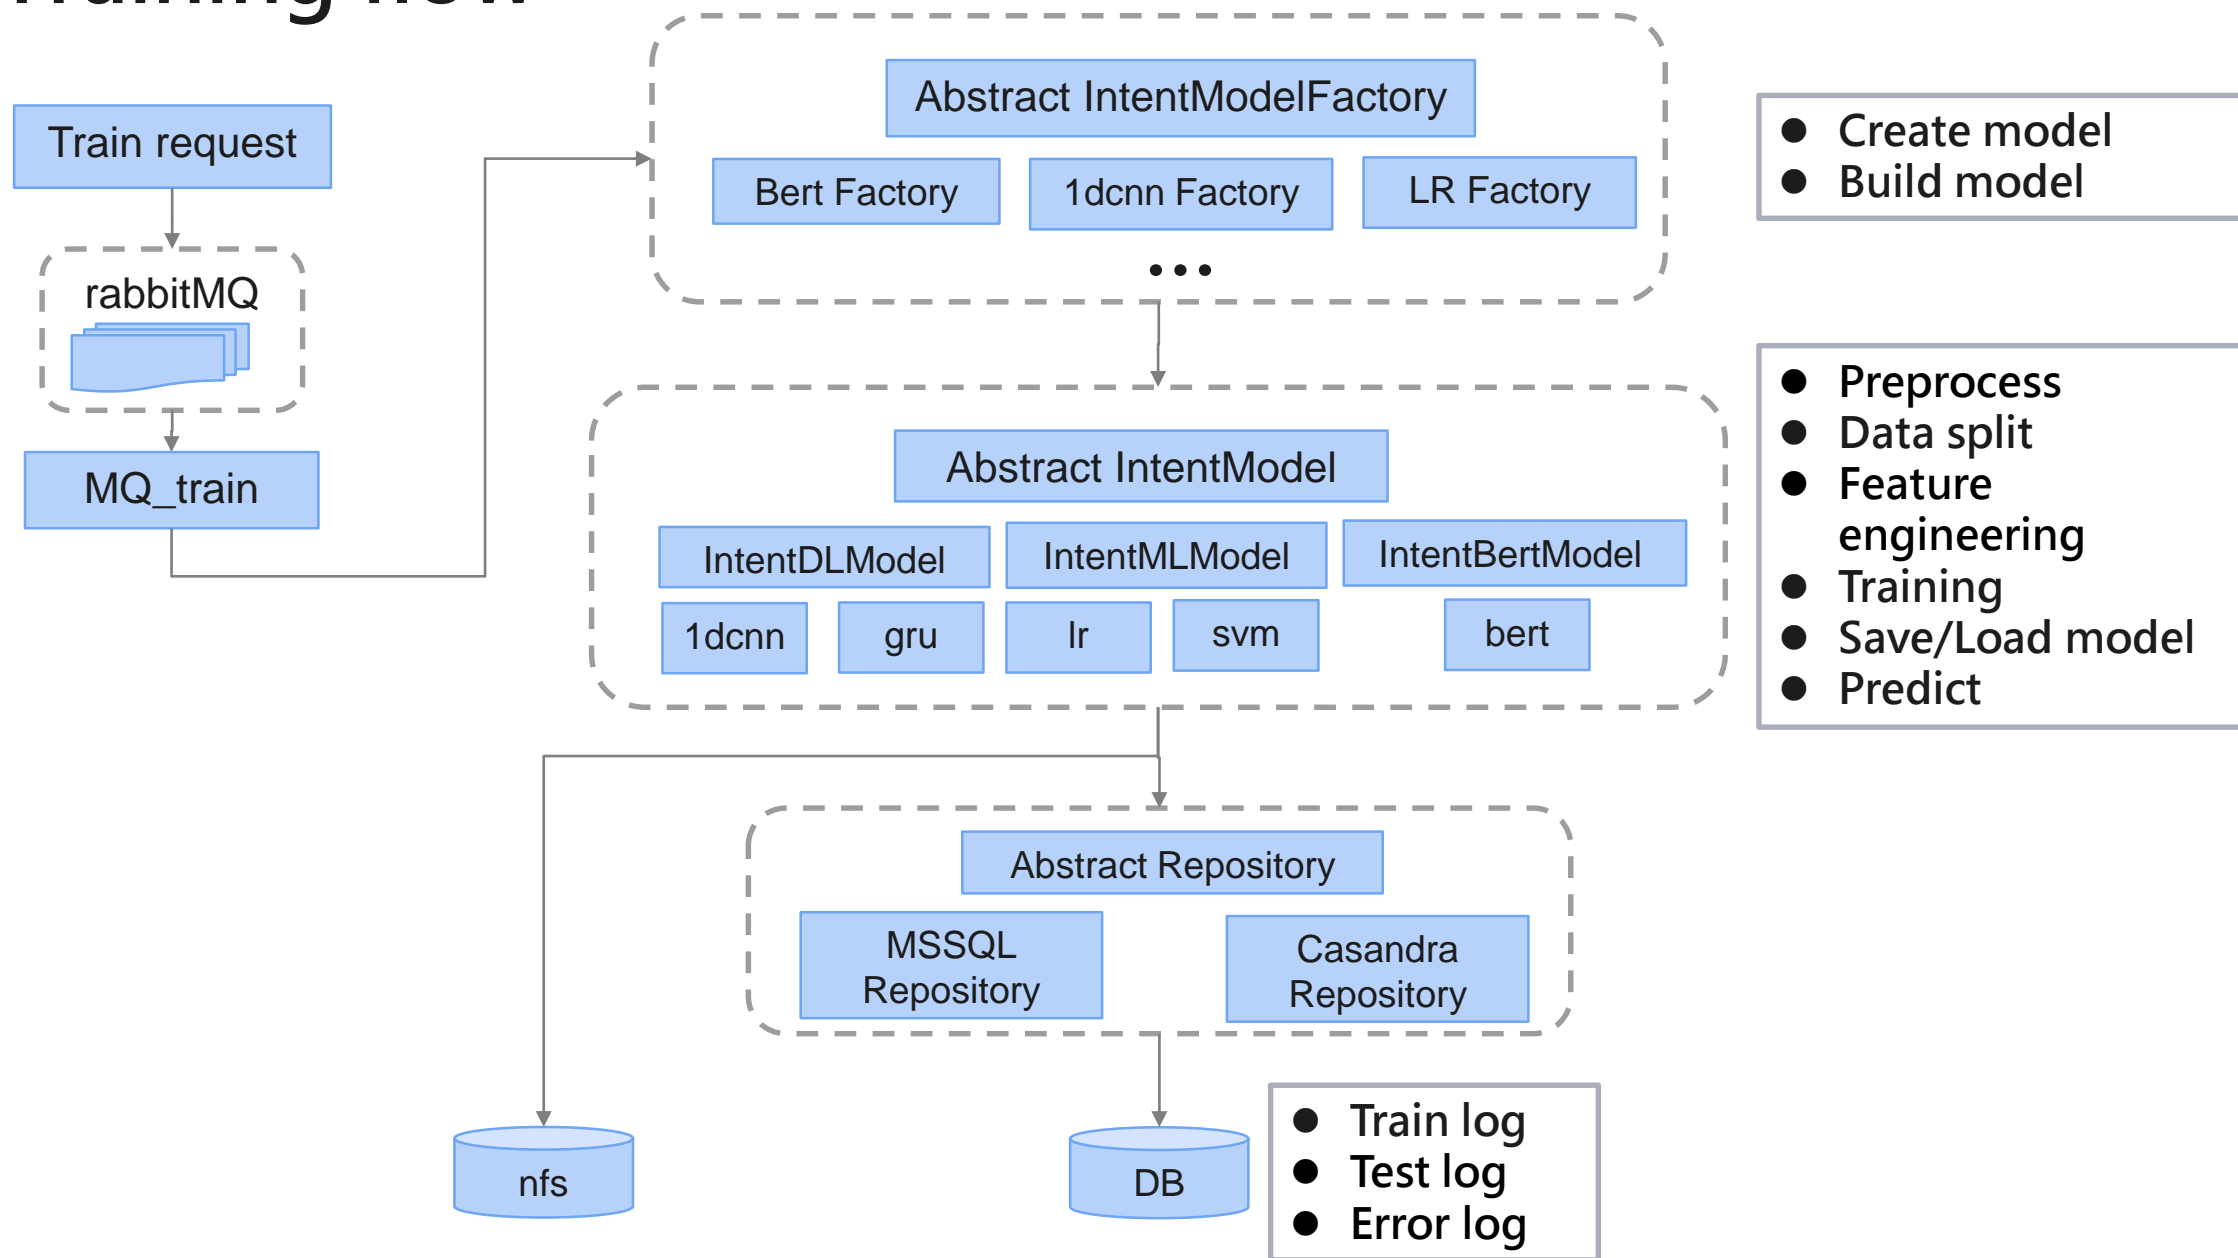 Training flow
Train request
rabbitMQ
MQ_train
Abstract IntentModelFactory
Bert Factory
1dcnn Factory
LR Factory
...
● Create model
● Build model
Abstract IntentModel
IntentDLModel
IntentMLModel
IntentBertModel
1dcnn
gru
lr
svm
bert
● Preprocess
● Data split
● Feature
engineering
● Training
● Save/Load model
● Predict
Abstract Repository
MSSQL
Repository
Casandra
Repository
nfs
DB
● Train log
● Test log
● Error log